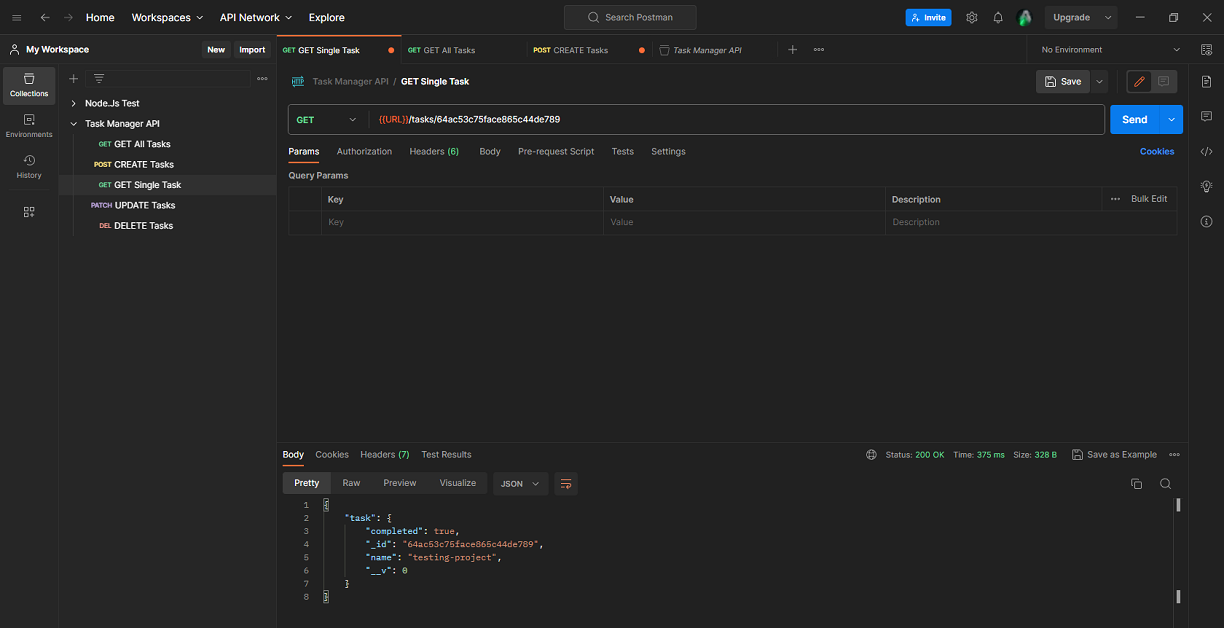 Home Workspaces API Network Explore Search Postman Invite Upgrade
My Workspace New Import GET GET Single Task GET GET All Tasks POST CREATE Tasks Task Manager API No Environment
Collections
Environments
History
Node.Js Test
Task Manager API
GET GET All Tasks
POST CREATE Tasks
GET GET Single Task
PATCH UPDATE Tasks
DEL DELETE Tasks
HTTP Task Manager API / GET Single Task Save
GET {{URL}}/tasks/64ac53c75face865c44de789 Send
Params Authorization Headers (6) Body Pre-request Script Tests Settings Cookies
Query Params
Key Value Description Bulk Edit
Key Value Description
Body Cookies Headers (7) Test Results Status: 200 OK Time: 375 ms Size: 328 B Save as Example
Pretty Raw Preview Visualize JSON
1 {
2 "task": {
3 "completed": true,
4 "_id": "64ac53c75face865c44de789",
5 "name": "testing-project",
6 "__v": 0
7 }
8 }